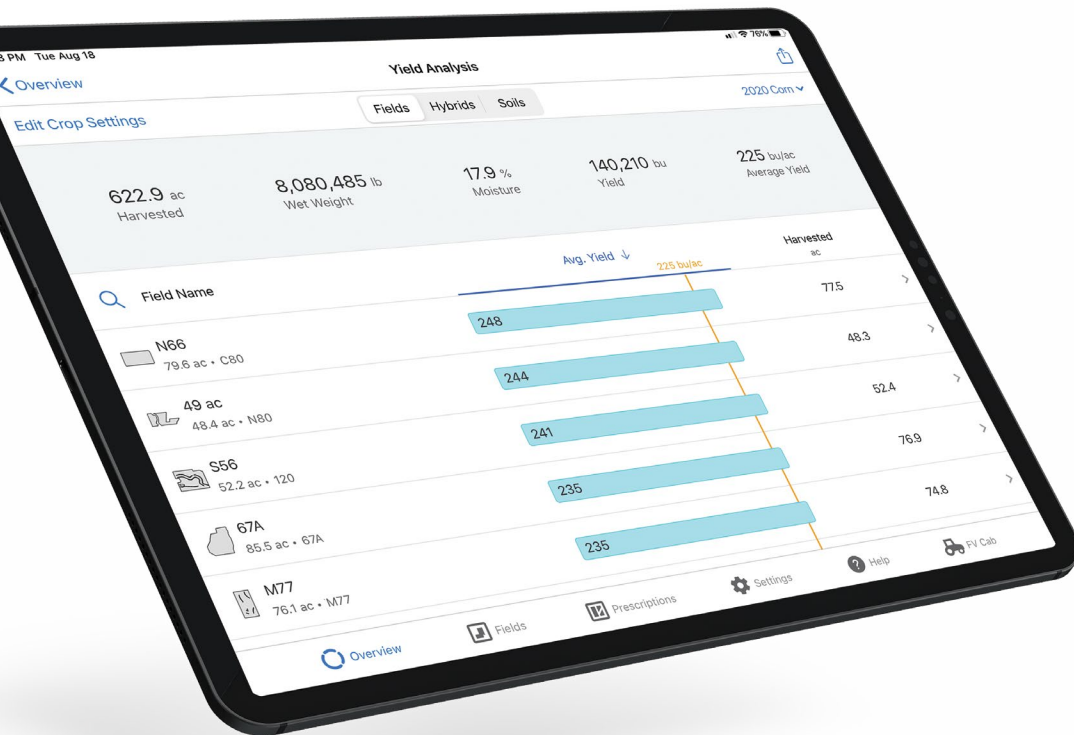 PM Tue Aug 18
76%
Overview
Yield Analysis
Edit Crop Settings
Fields Hybrids Soils
2020 Corn
622.9 ac
Harvested
8,080,485 lb
Wet Weight
17.9 %
Moisture
140,210 bu
Yield
225 bu/ac
Average Yield
Field Name
Avg. Yield ↓
225 bu/ac
Harvested
ac
N66
79.6 ac • C80
248
77.5
49 ac
48.4 ac • N80
244
48.3
S56
52.2 ac • 120
241
52.4
67A
85.5 ac • 67A
235
76.9
M77
76.1 ac • M77
235
74.8
Overview
Fields
Prescriptions
Settings
Help
FV Cab